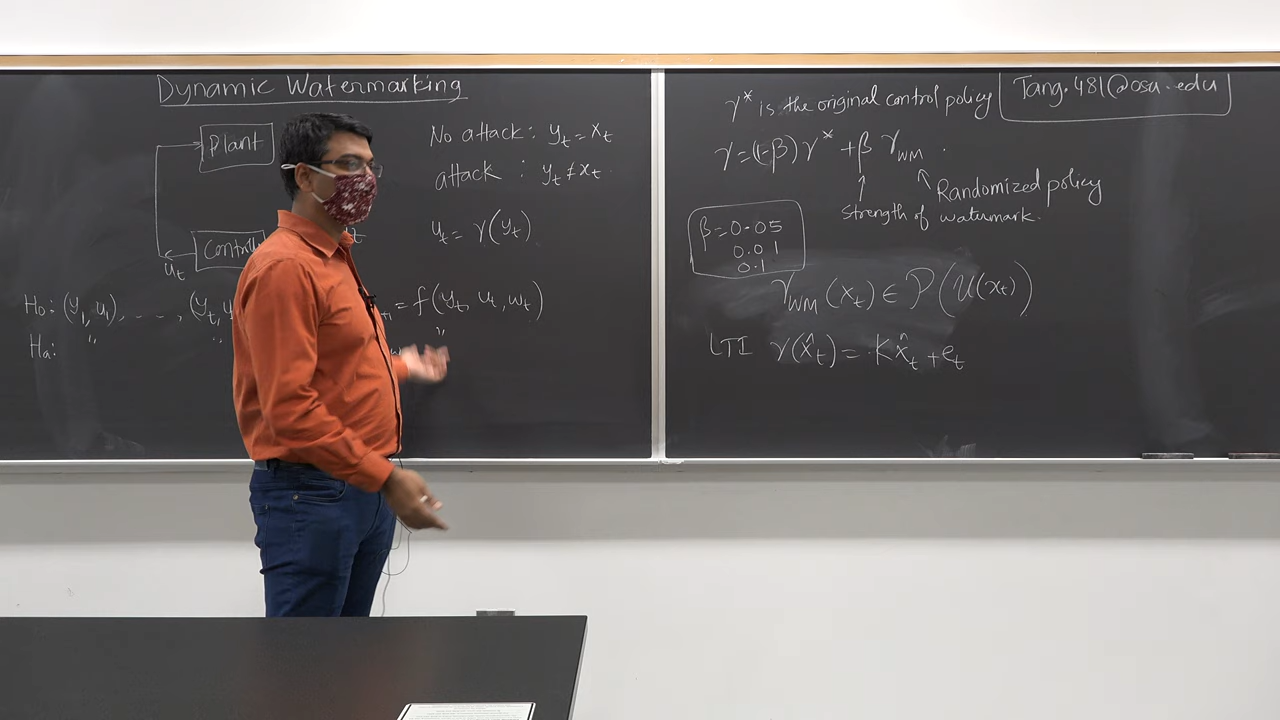 Dynamic Watermarking
Plant
No attack: y_t = x_t
attack : y_t ≠ x_t
u_t = γ(y_t)
u_t
H_0: (y_1, u_1), ......, (y_t, = f(y_t, u_t, w_t)
H_a: " " "
γ* is the original control policy
Tang.481@osu.edu
γ = (1-β) γ* + β γ_WM .
Randomized policy
strength of watermark.
β = 0.05
0.01
0.1
γ_WM (x_t) ∈ P(U(x_t))
LTI γ(x̂_t) = K x̂_t + e_t